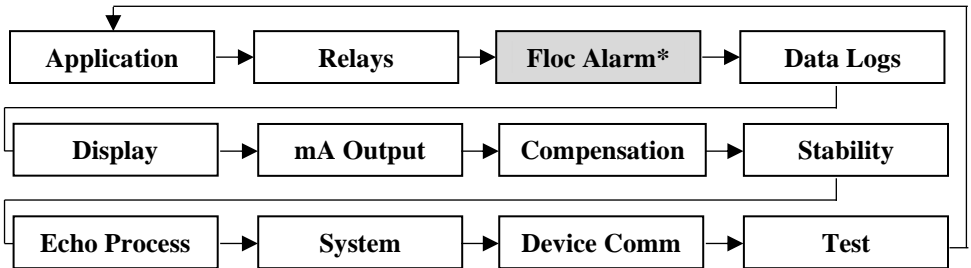 Application
Relays
Floc Alarm*
Data Logs
Display
mA Output
Compensation
Stability
Echo Process
System
Device Comm
Test